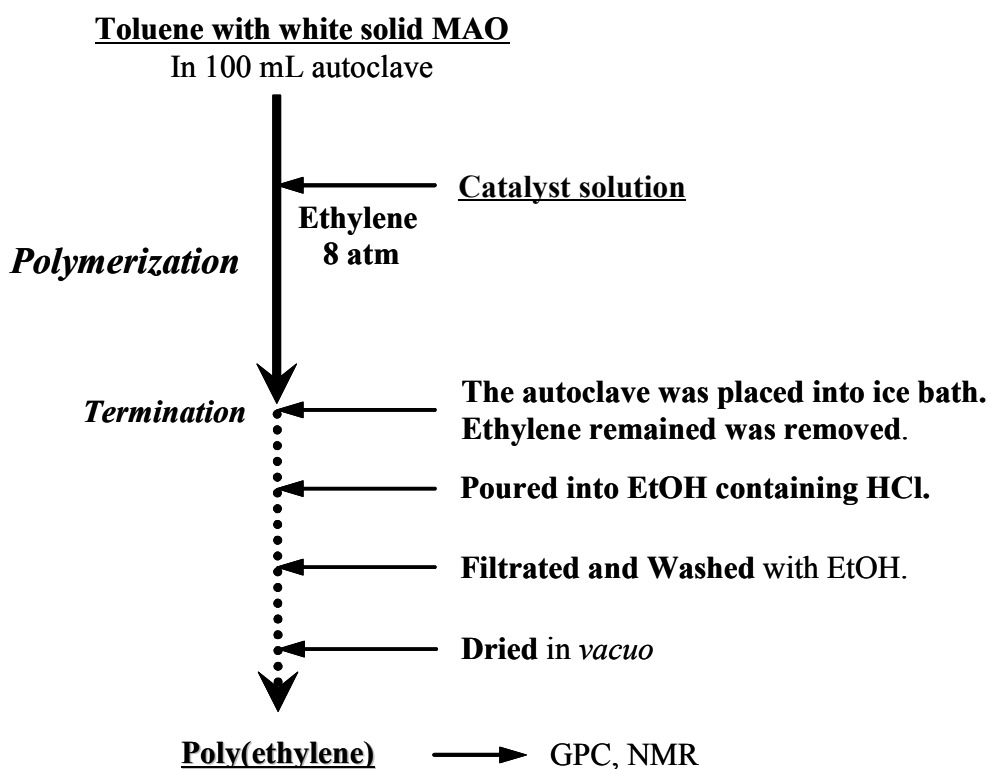 Toluene with white solid MAO
In 100 mL autoclave
Catalyst solution
Ethylene
8 atm
Polymerization
The autoclave was placed into ice bath.
Termination
Ethylene remained was removed.
Poured into EtOH containing HCl.
Filtrated and Washed with EtOH.
Dried in vacuo
Poly(ethylene)
GPC, NMR